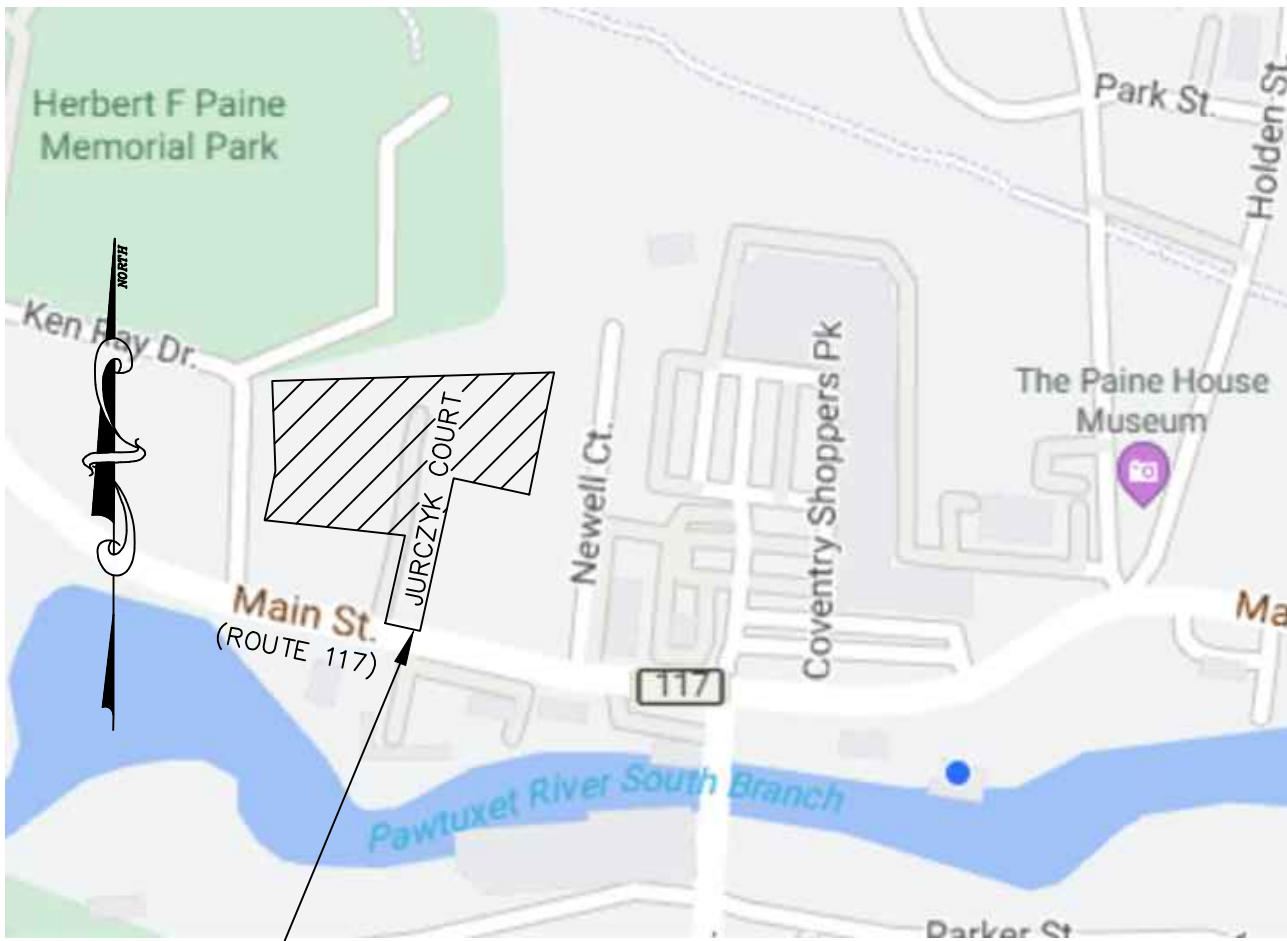 Herbert F Paine
Memorial Park
Park St.
Holden St.
NORTH
Ken Ray Dr.
JURCZYK COURT
Newell Ct.
Coventry Shoppers Pk
The Paine House
Museum
Main St.
(ROUTE 117)
Ma
117
Pawtuxet River South Branch
Parker St